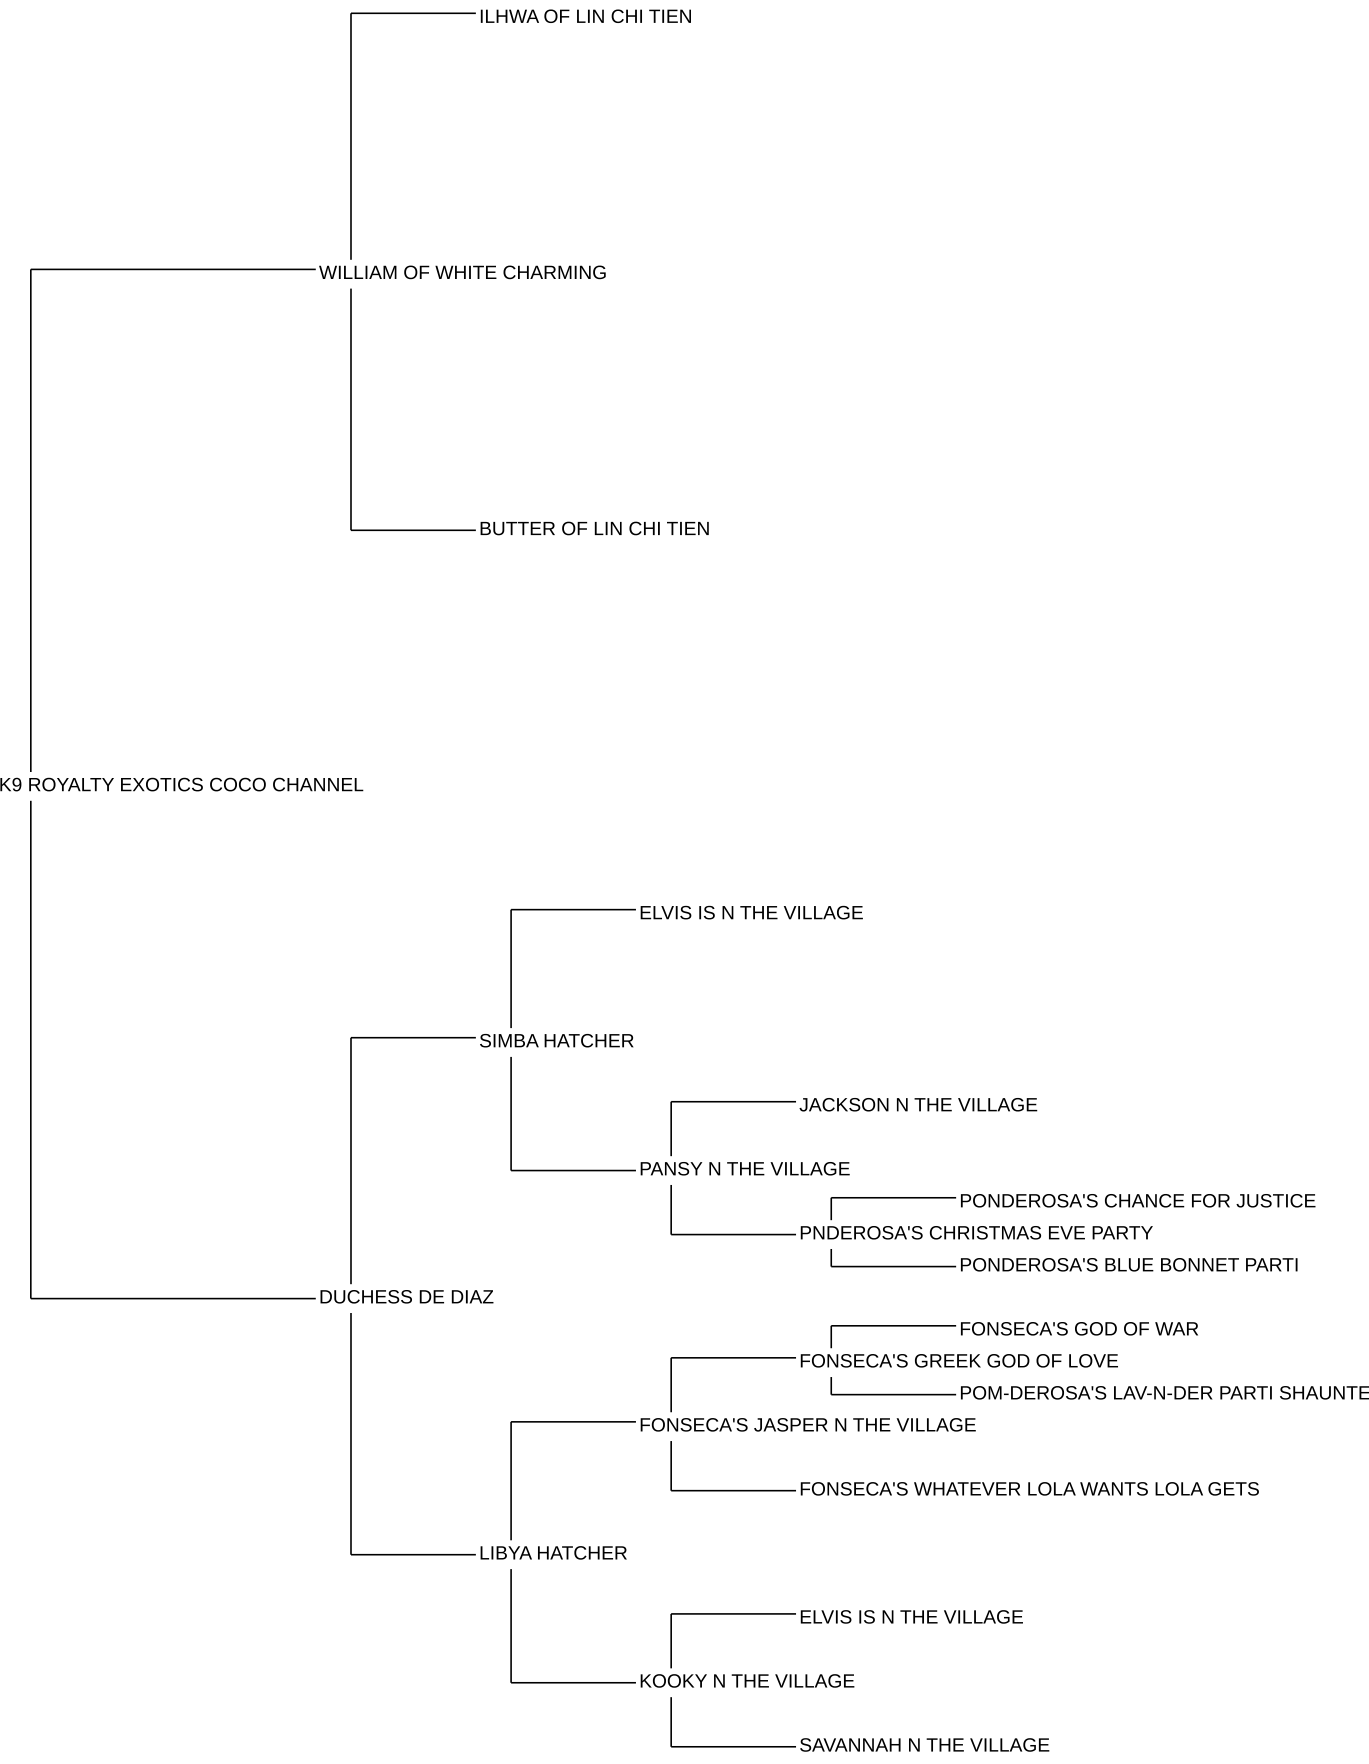 ILHWA OF LIN CHI TIEN
WILLIAM OF WHITE CHARMING
BUTTER OF LIN CHI TIEN
K9 ROYALTY EXOTICS COCO CHANNEL
ELVIS IS N THE VILLAGE
SIMBA HATCHER
JACKSON N THE VILLAGE
PANSY N THE VILLAGE
PONDEROSA'S CHANCE FOR JUSTICE
PNDEROSA'S CHRISTMAS EVE PARTY
PONDEROSA'S BLUE BONNET PARTI
DUCHESS DE DIAZ
FONSECA'S GOD OF WAR
FONSECA'S GREEK GOD OF LOVE
POM-DEROSA'S LAV-N-DER PARTI SHAUNTE
FONSECA'S JASPER N THE VILLAGE
FONSECA'S WHATEVER LOLA WANTS LOLA GETS
LIBYA HATCHER
ELVIS IS N THE VILLAGE
KOOKY N THE VILLAGE
SAVANNAH N THE VILLAGE